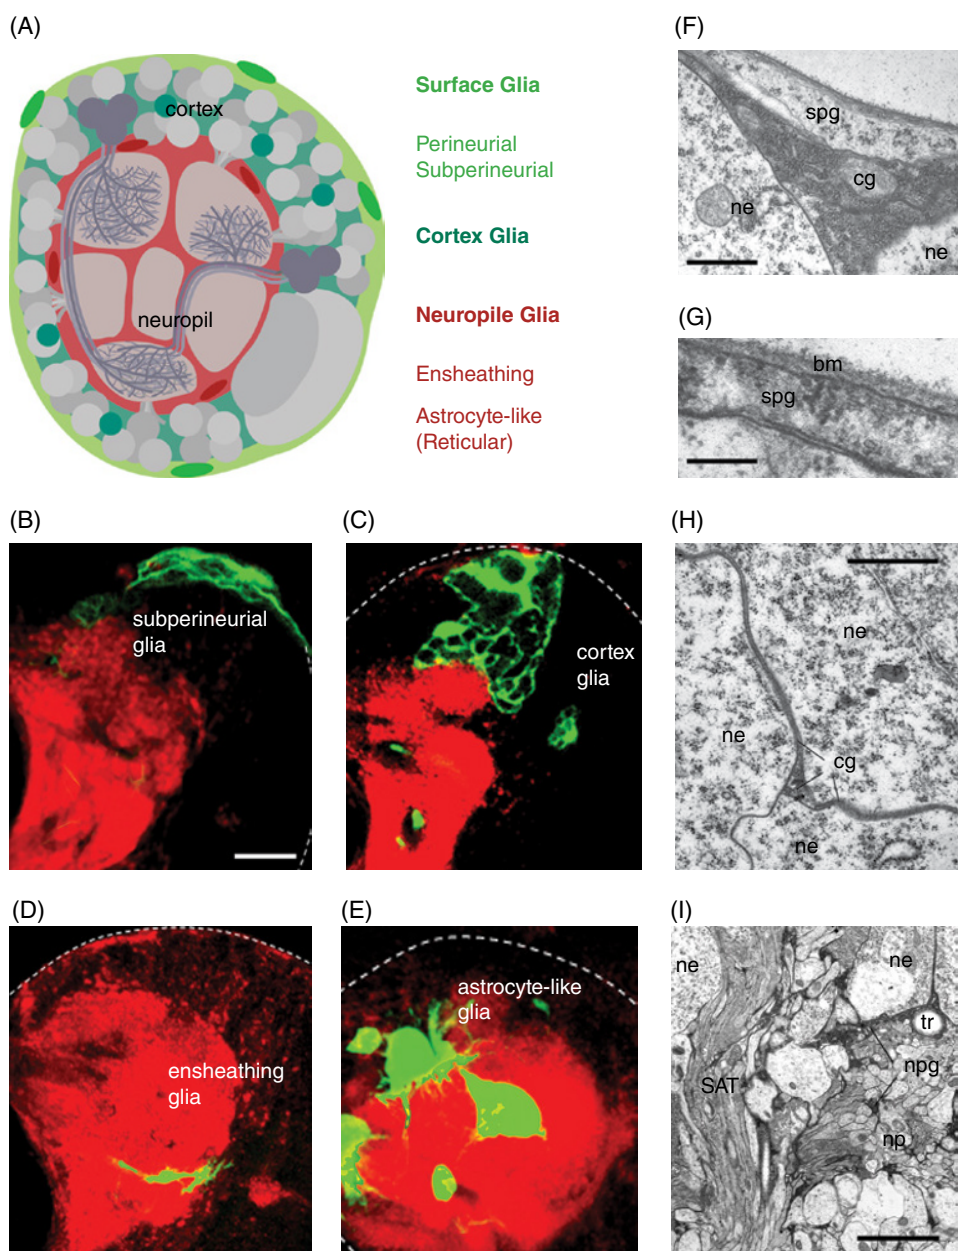 (A)
cortex
neuropil
Surface Glia
Perineurial
Subperineurial
Cortex Glia
Neuropile Glia
Ensheathing
Astrocyte-like
(Reticular)
(F)
spg
cg
ne
ne
(G)
bm
spg
(B)
subperineurial
glia
(C)
cortex
glia
(H)
ne
ne
cg
ne
(D)
ensheathing
glia
(E)
astrocyte-like
glia
(I)
ne
ne
tr
npg
SAT
np